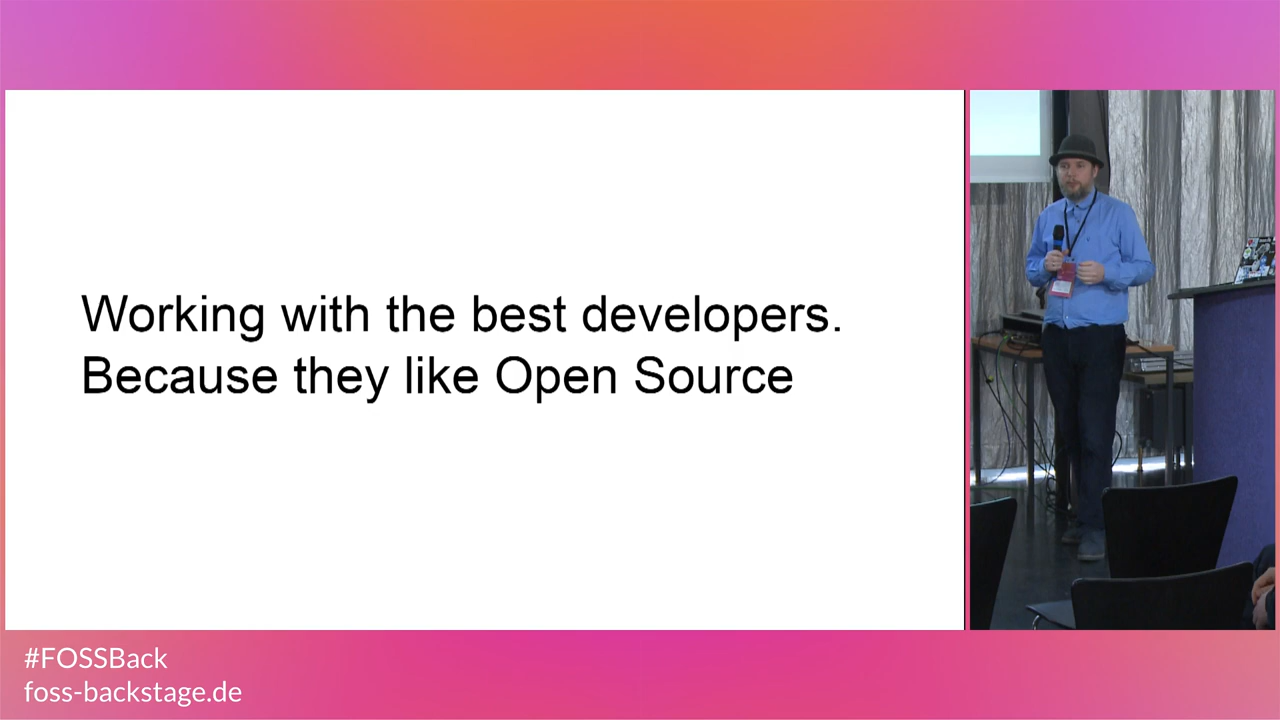 Working with the best developers.
Because they like Open Source
#FOSSBack
foss-backstage.de